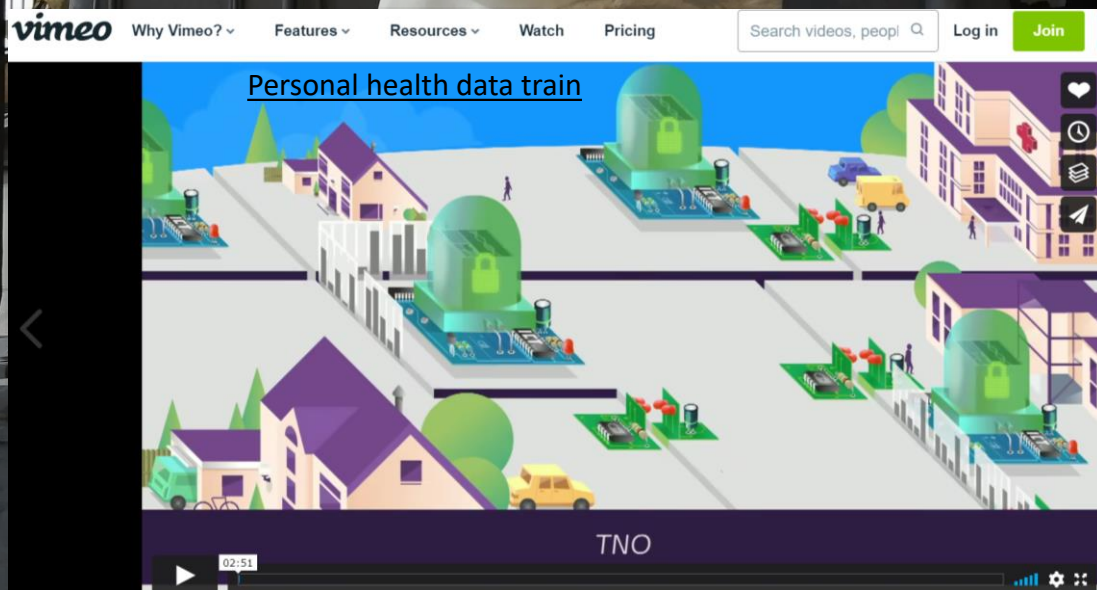 vimeo Why Vimeo? Features Resources Watch Pricing Search videos, peopl Log in Join
Personal health data train
TNO
02:51